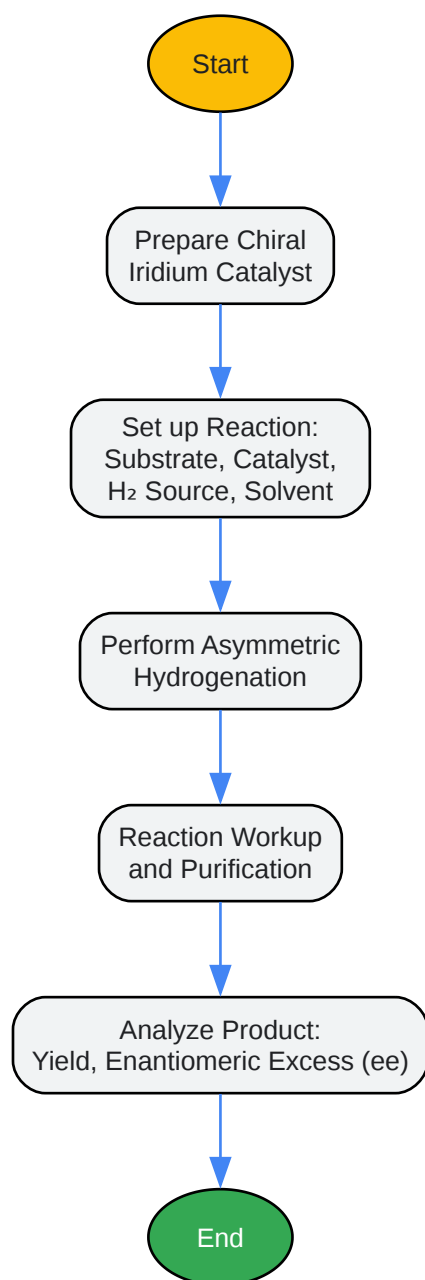 Start
Prepare Chiral
Iridium Catalyst
Set up Reaction:
Substrate, Catalyst,
H₂ Source, Solvent
Perform Asymmetric
Hydrogenation
Reaction Workup
and Purification
Analyze Product:
Yield, Enantiomeric Excess (ee)
End